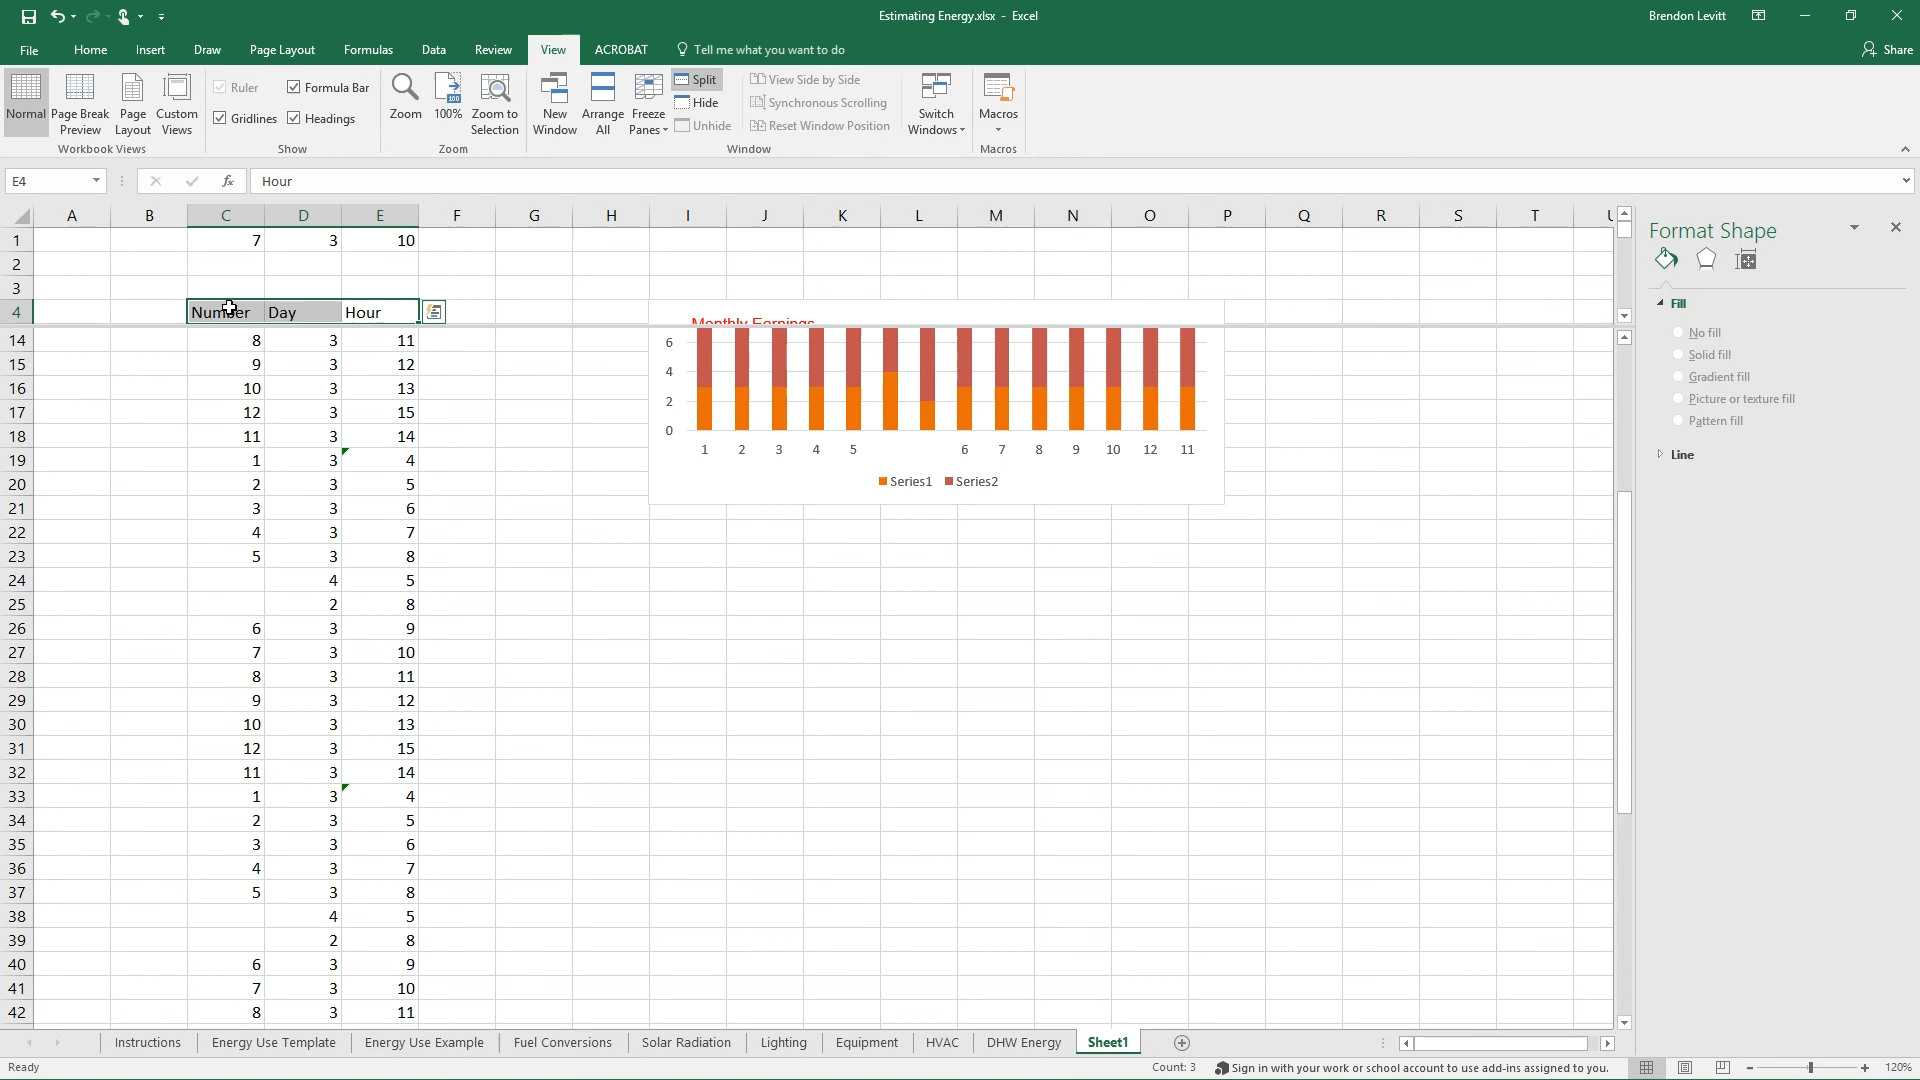 Estimating Energy.xlsx - Excel
Brendon Levitt
File Home Insert Draw Page Layout Formulas Data Review View ACROBAT Tell me what you want to do Share
Normal Page Break Preview Page Layout Custom Views
Workbook Views
Ruler Formula Bar
Gridlines Headings
Show
Zoom 100% Zoom to Selection
Zoom
New Window Arrange All Freeze Panes
Split
Hide
Unhide
View Side by Side
Synchronous Scrolling
Reset Window Position
Switch Windows
Window
Macros
Macros
E4 fx Hour
A B C D E F G H I J K L M N O P Q R S T U
1 7 3 10
2
3
4 Number Day Hour
14 8 3 11
15 9 3 12
16 10 3 13
17 12 3 15
18 11 3 14
19 1 3 4
20 2 3 5
21 3 3 6
22 4 3 7
23 5 3 8
24 4 5
25 2 8
26 6 3 9
27 7 3 10
28 8 3 11
29 9 3 12
30 10 3 13
31 12 3 15
32 11 3 14
33 1 3 4
34 2 3 5
35 3 3 6
36 4 3 7
37 5 3 8
38 4 5
39 2 8
40 6 3 9
41 7 3 10
42 8 3 11
Monthly Earnings
6
4
2
0
1 2 3 4 5 6 7 8 9 10 12 11
Series1 Series2
Format Shape
Fill
No fill
Solid fill
Gradient fill
Picture or texture fill
Pattern fill
Line
Instructions Energy Use Template Energy Use Example Fuel Conversions Solar Radiation Lighting Equipment HVAC DHW Energy Sheet1
Ready Count: 3 Sign in with your work or school account to use add-ins assigned to you. 120%